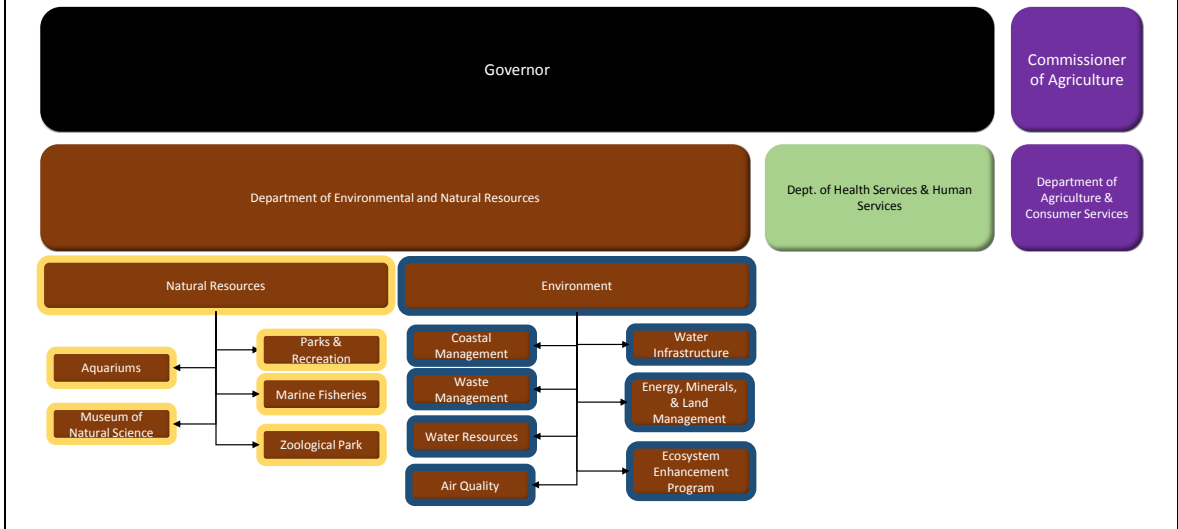 Governor
Commissioner
of Agriculture
Department of Environmental and Natural Resources
Dept. of Health Services & Human
Services
Department of
Agriculture &
Consumer Services
Natural Resources
Environment
Parks &
Recreation
Aquariums
Marine Fisheries
Museum of
Natural Science
Zoological Park
Coastal
Management
Water
Infrastructure
Waste
Management
Energy, Minerals,
& Land
Management
Water Resources
Ecosystem
Enhancement
Program
Air Quality